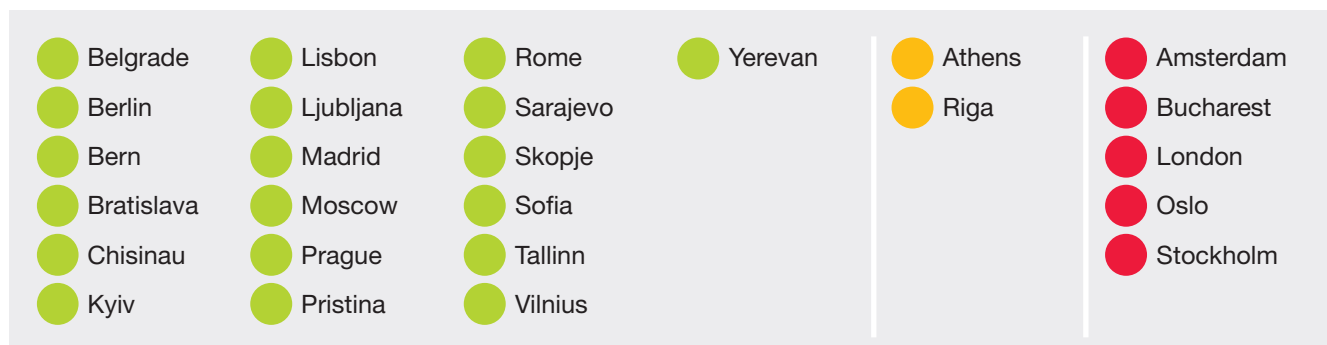 Belgrade
Berlin
Bern
Bratislava
Chisinau
Kyiv
Lisbon
Ljubljana
Madrid
Moscow
Prague
Pristina
Rome
Sarajevo
Skopje
Sofia
Tallinn
Vilnius
Yerevan
Athens
Riga
Amsterdam
Bucharest
London
Oslo
Stockholm